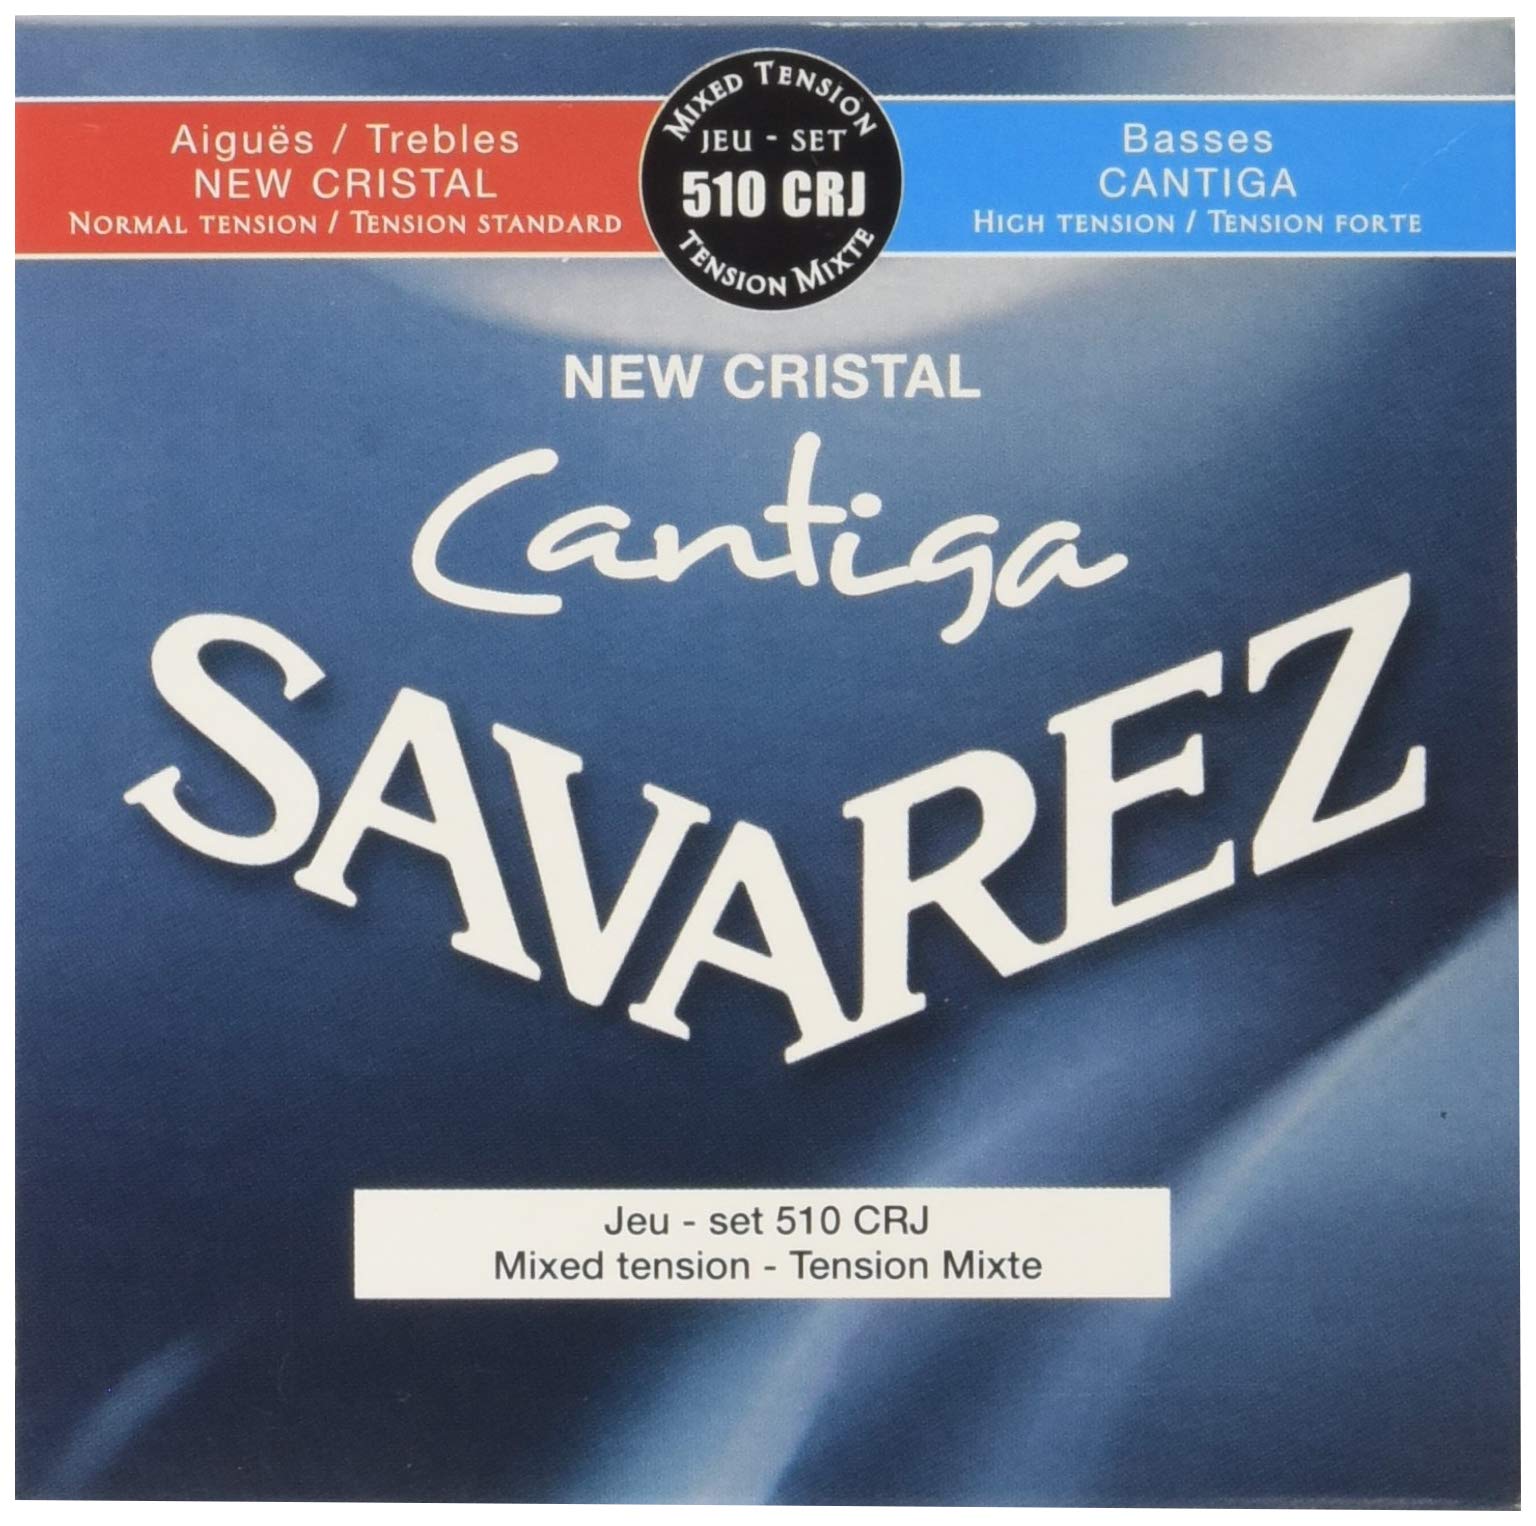 Aiguës / Trebles
NEW CRISTAL
NORMAL TENSION / TENSION STANDARD
MIXED TENSION
JEU - SET
510 CRJ
TENSION MIXTE
Basses
CANTIGA
HIGH TENSION / TENSION FORTE
NEW CRISTAL
Cantiga
SAVAREZ
Jeu - set 510 CRJ
Mixed tension - Tension Mixte